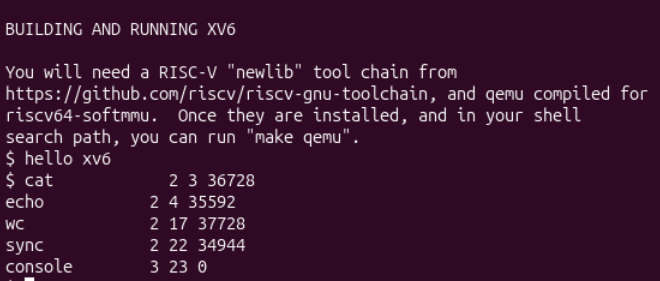 BUILDING AND RUNNING XV6
You will need a RISC-V "newlib" tool chain from
https://github.com/riscv/riscv-gnu-toolchain, and qemu compiled for
riscv64-softmmu.  Once they are installed, and in your shell
search path, you can run "make qemu".
$ hello xv6
$ cat            2 3 36728
echo           2 4 35592
wc             2 17 37728
sync           2 22 34944
console        3 23 0
$